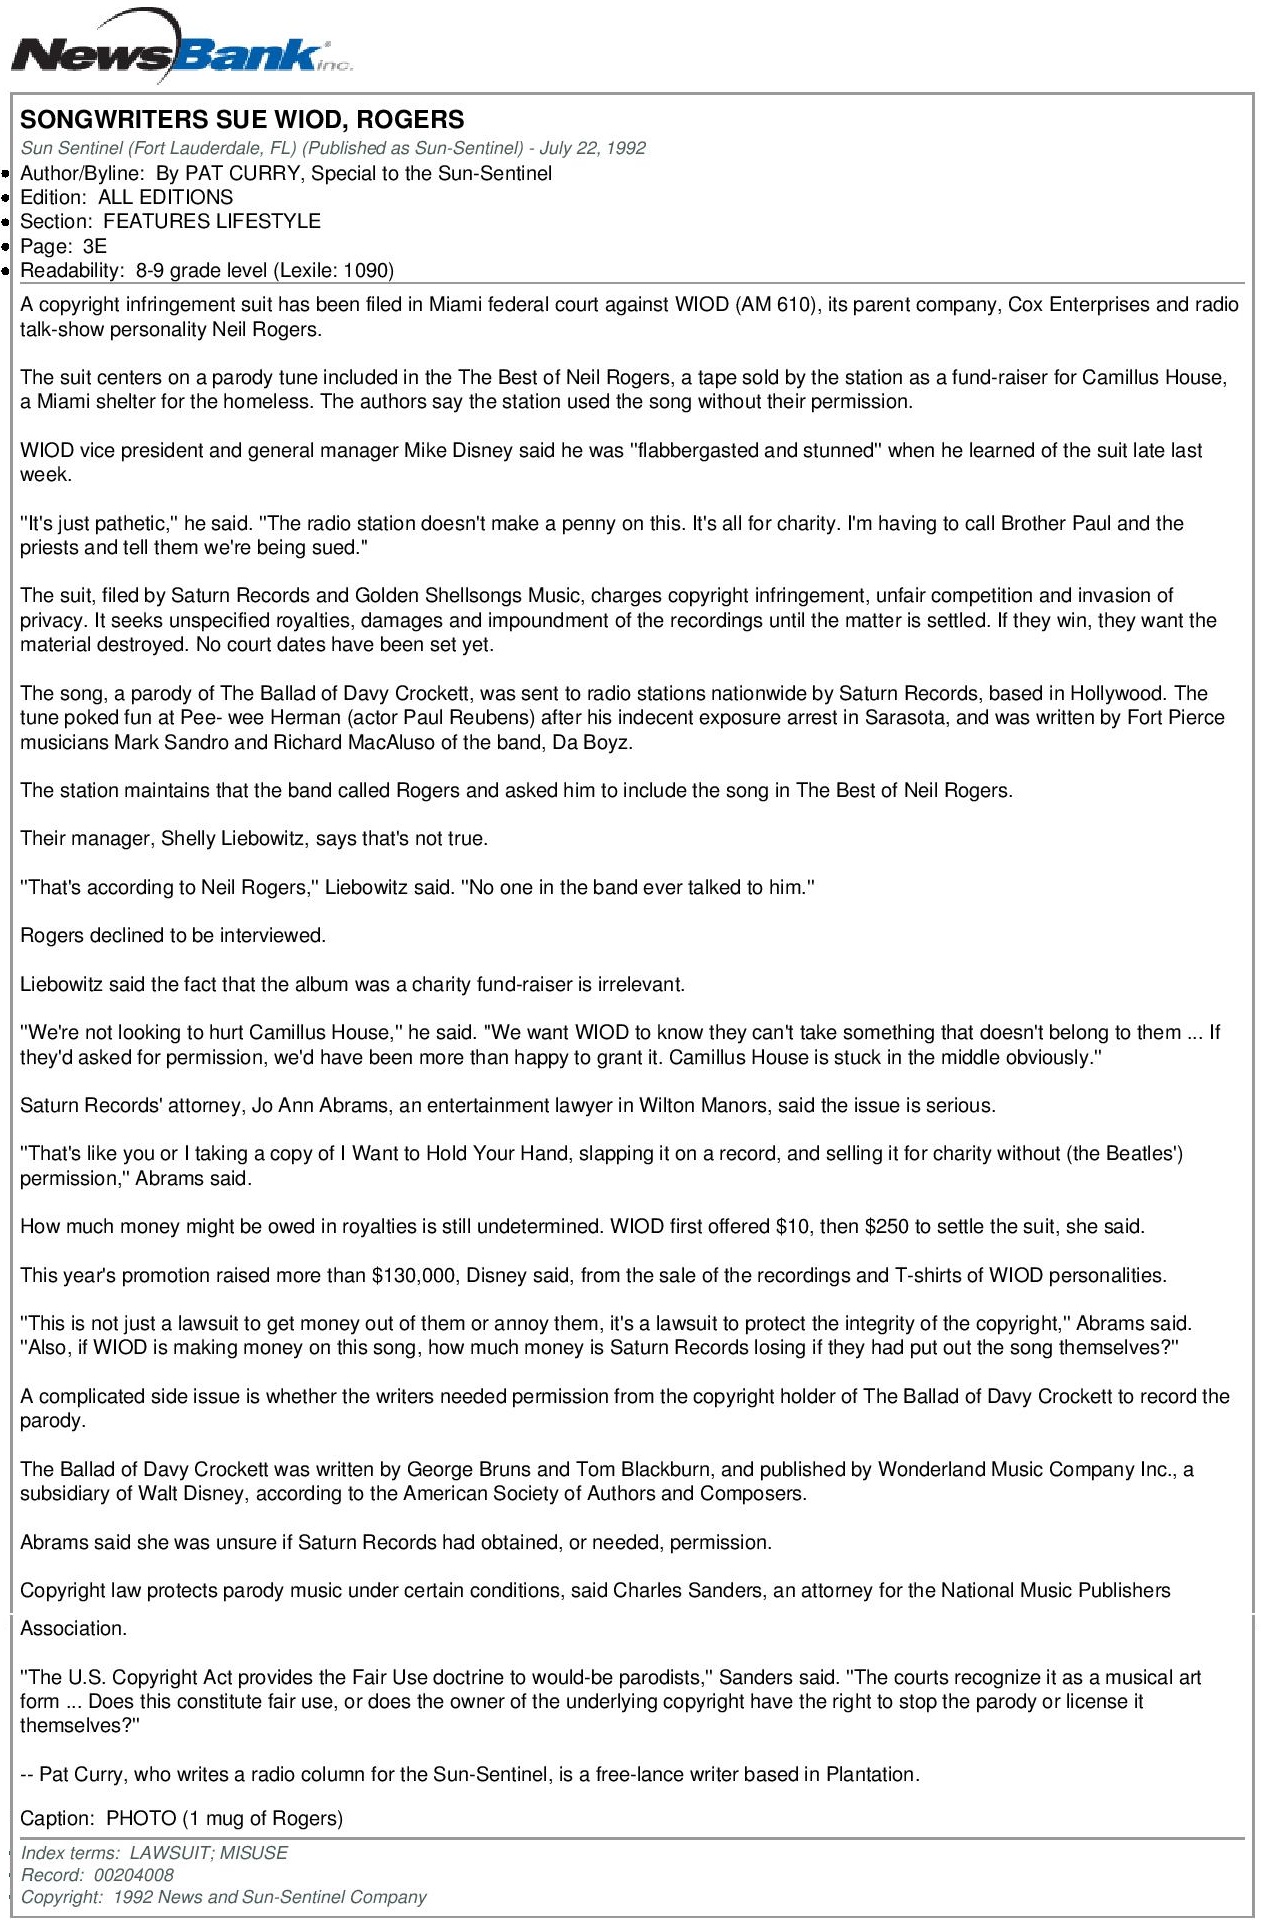 NewsBank inc.
SONGWRITERS SUE WIOD, ROGERS
Sun Sentinel (Fort Lauderdale, FL) (Published as Sun-Sentinel) - July 22, 1992
Author/Byline: By PAT CURRY, Special to the Sun-Sentinel
Edition: ALL EDITIONS
Section: FEATURES LIFESTYLE
Page: 3E
Readability: 8-9 grade level (Lexile: 1090)
A copyright infringement suit has been filed in Miami federal court against WIOD (AM 610), its parent company, Cox Enterprises and radio
talk-show personality Neil Rogers.
The suit centers on a parody tune included in the The Best of Neil Rogers, a tape sold by the station as a fund-raiser for Camillus House,
a Miami shelter for the homeless. The authors say the station used the song without their permission.
WIOD vice president and general manager Mike Disney said he was ''flabbergasted and stunned'' when he learned of the suit late last
week.
''It's just pathetic,'' he said. ''The radio station doesn't make a penny on this. It's all for charity. I'm having to call Brother Paul and the
priests and tell them we're being sued."
The suit, filed by Saturn Records and Golden Shellsongs Music, charges copyright infringement, unfair competition and invasion of
privacy. It seeks unspecified royalties, damages and impoundment of the recordings until the matter is settled. If they win, they want the
material destroyed. No court dates have been set yet.
The song, a parody of The Ballad of Davy Crockett, was sent to radio stations nationwide by Saturn Records, based in Hollywood. The
tune poked fun at Pee- wee Herman (actor Paul Reubens) after his indecent exposure arrest in Sarasota, and was written by Fort Pierce
musicians Mark Sandro and Richard MacAluso of the band, Da Boyz.
The station maintains that the band called Rogers and asked him to include the song in The Best of Neil Rogers.
Their manager, Shelly Liebowitz, says that's not true.
''That's according to Neil Rogers,'' Liebowitz said. ''No one in the band ever talked to him.''
Rogers declined to be interviewed.
Liebowitz said the fact that the album was a charity fund-raiser is irrelevant.
''We're not looking to hurt Camillus House,'' he said. "We want WIOD to know they can't take something that doesn't belong to them ... If
they'd asked for permission, we'd have been more than happy to grant it. Camillus House is stuck in the middle obviously.''
Saturn Records' attorney, Jo Ann Abrams, an entertainment lawyer in Wilton Manors, said the issue is serious.
''That's like you or I taking a copy of I Want to Hold Your Hand, slapping it on a record, and selling it for charity without (the Beatles')
permission,'' Abrams said.
How much money might be owed in royalties is still undetermined. WIOD first offered $10, then $250 to settle the suit, she said.
This year's promotion raised more than $130,000, Disney said, from the sale of the recordings and T-shirts of WIOD personalities.
''This is not just a lawsuit to get money out of them or annoy them, it's a lawsuit to protect the integrity of the copyright,'' Abrams said.
''Also, if WIOD is making money on this song, how much money is Saturn Records losing if they had put out the song themselves?''
A complicated side issue is whether the writers needed permission from the copyright holder of The Ballad of Davy Crockett to record the
parody.
The Ballad of Davy Crockett was written by George Bruns and Tom Blackburn, and published by Wonderland Music Company Inc., a
subsidiary of Walt Disney, according to the American Society of Authors and Composers.
Abrams said she was unsure if Saturn Records had obtained, or needed, permission.
Copyright law protects parody music under certain conditions, said Charles Sanders, an attorney for the National Music Publishers
Association.
''The U.S. Copyright Act provides the Fair Use doctrine to would-be parodists,'' Sanders said. ''The courts recognize it as a musical art
form ... Does this constitute fair use, or does the owner of the underlying copyright have the right to stop the parody or license it
themselves?''
-- Pat Curry, who writes a radio column for the Sun-Sentinel, is a free-lance writer based in Plantation.
Caption: PHOTO (1 mug of Rogers)
Index terms: LAWSUIT; MISUSE
Record: 00204008
Copyright: 1992 News and Sun-Sentinel Company